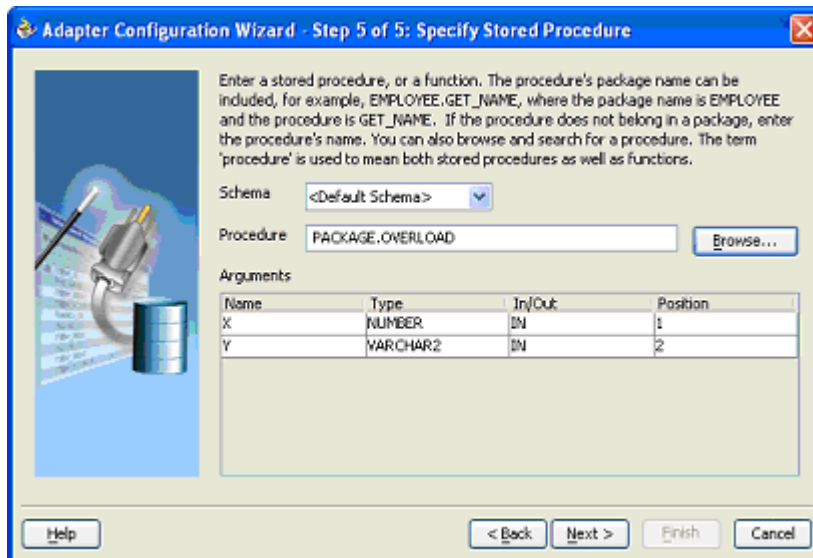 Adapter Configuration Wizard - Step 5 of 5: Specify Stored Procedure
Enter a stored procedure, or a function. The procedure's package name can be
included, for example, EMPLOYEE.GET_NAME, where the package name is EMPLOYEE
and the procedure is GET_NAME. If the procedure does not belong in a package, enter
the procedure's name. You can also browse and search for a procedure. The term
'procedure' is used to mean both stored procedures as well as functions.
Schema <Default Schema>
Procedure PACKAGE.OVERLOAD Browse...
Arguments
Name Type In/Out Position
X NUMBER IN 1
Y VARCHAR2 IN 2
Help < Back Next > Finish Cancel